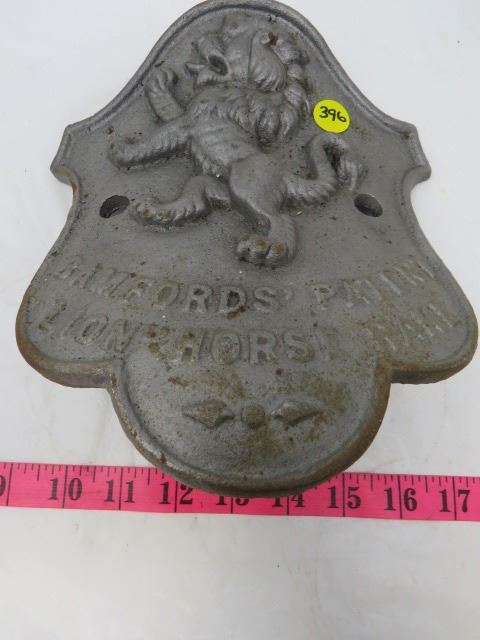 396
BAMFORDS' PATENT
"LION" HORSE RAKE
9 10 11 12 13 14 15 16 17